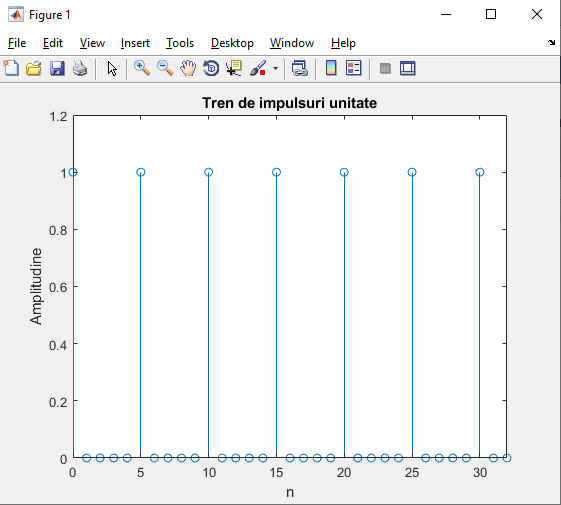 Figure 1
File Edit View Insert Tools Desktop Window Help
Tren de impulsuri unitate
1.2
1
0.8
0.6
0.4
0.2
0
Amplitudine
0 5 10 15 20 25 30
n